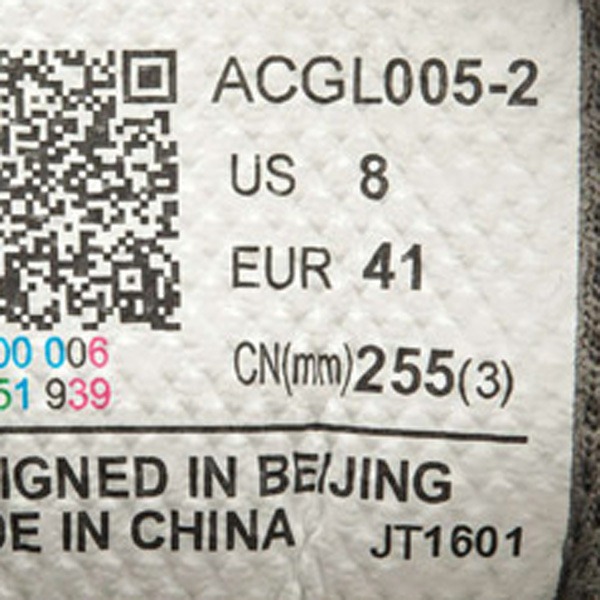 ACGL005-2
US 8
EUR 41
CN(mm)255(3)
00 006
51 939
IGNED IN BEIJING
DE IN CHINA JT1601